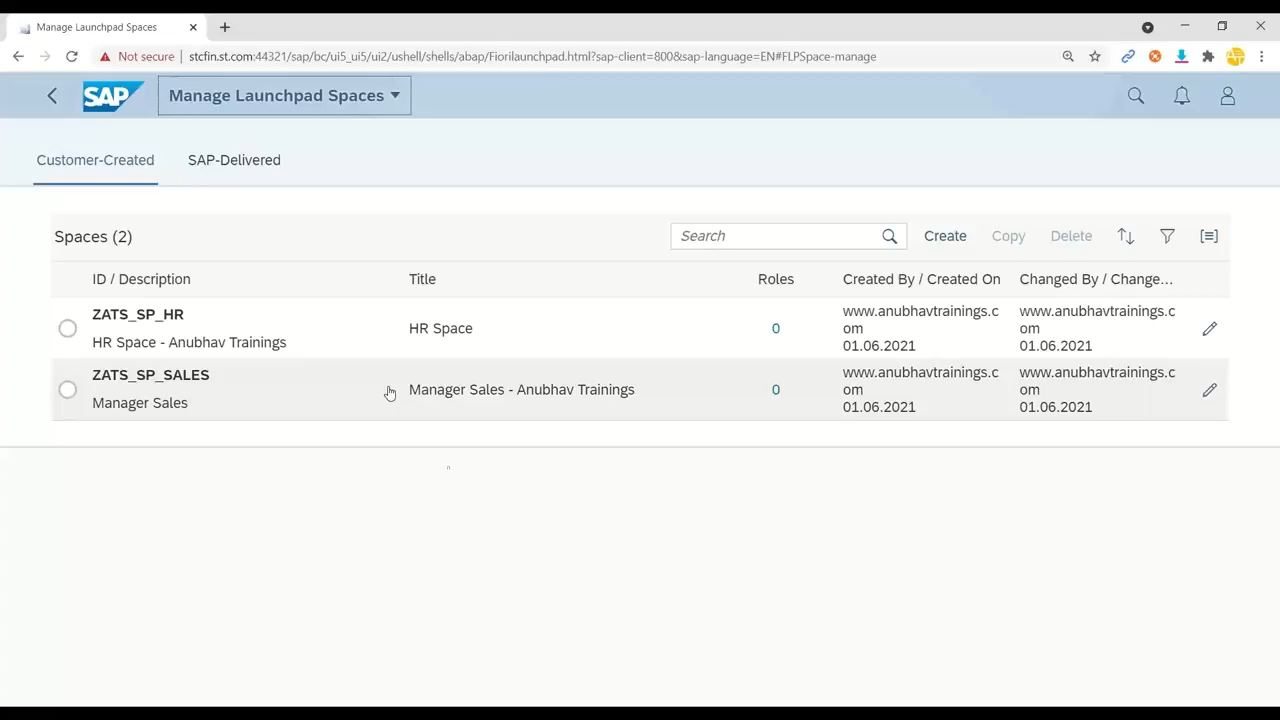 Manage Launchpad Spaces
Not secure | stcfin.st.com:44321/sap/bc/ui5_ui5/ui2/ushell/shells/abap/Fiorilaunchpad.html?sap-client=800&sap-language=EN#FLPSpace-manage
SAP Manage Launchpad Spaces
Customer-Created SAP-Delivered
Spaces (2) Search Create Copy Delete
ID / Description Title Roles Created By / Created On Changed By / Change...
ZATS_SP_HR
HR Space - Anubhav Trainings
HR Space
0
www.anubhavtrainings.c
om
01.06.2021
www.anubhavtrainings.c
om
01.06.2021
ZATS_SP_SALES
Manager Sales
Manager Sales - Anubhav Trainings
0
www.anubhavtrainings.c
om
01.06.2021
www.anubhavtrainings.c
om
01.06.2021